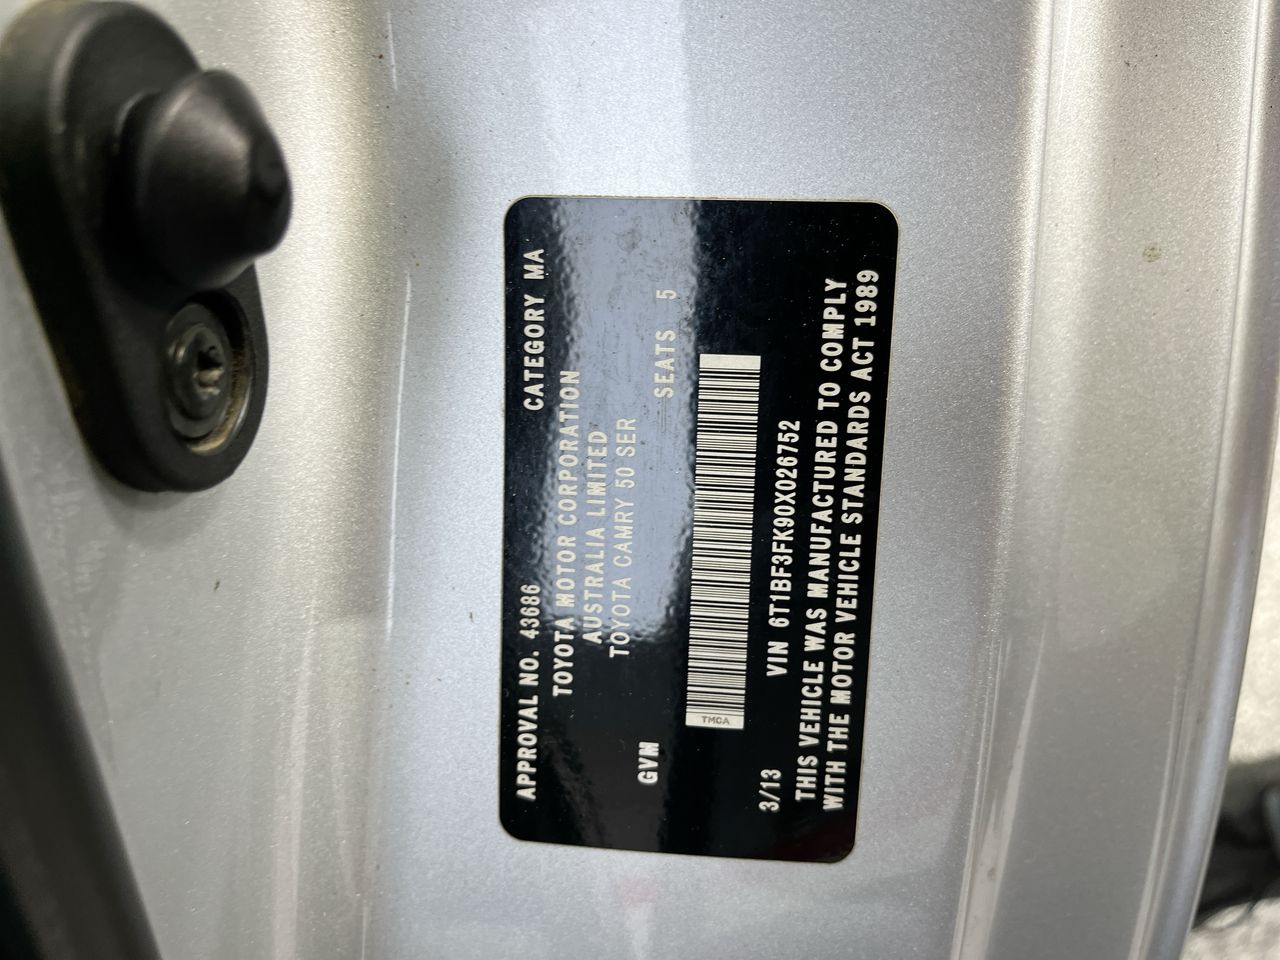 APPROVAL NO. 43686 CATEGORY MA
TOYOTA MOTOR CORPORATION
AUSTRALIA LIMITED
TOYOTA CAMRY 50 SER
GVM SEATS 5
TMCA
3/13 VIN 6T1BF3FK90X026752
THIS VEHICLE WAS MANUFACTURED TO COMPLY
WITH THE MOTOR VEHICLE STANDARDS ACT 1989